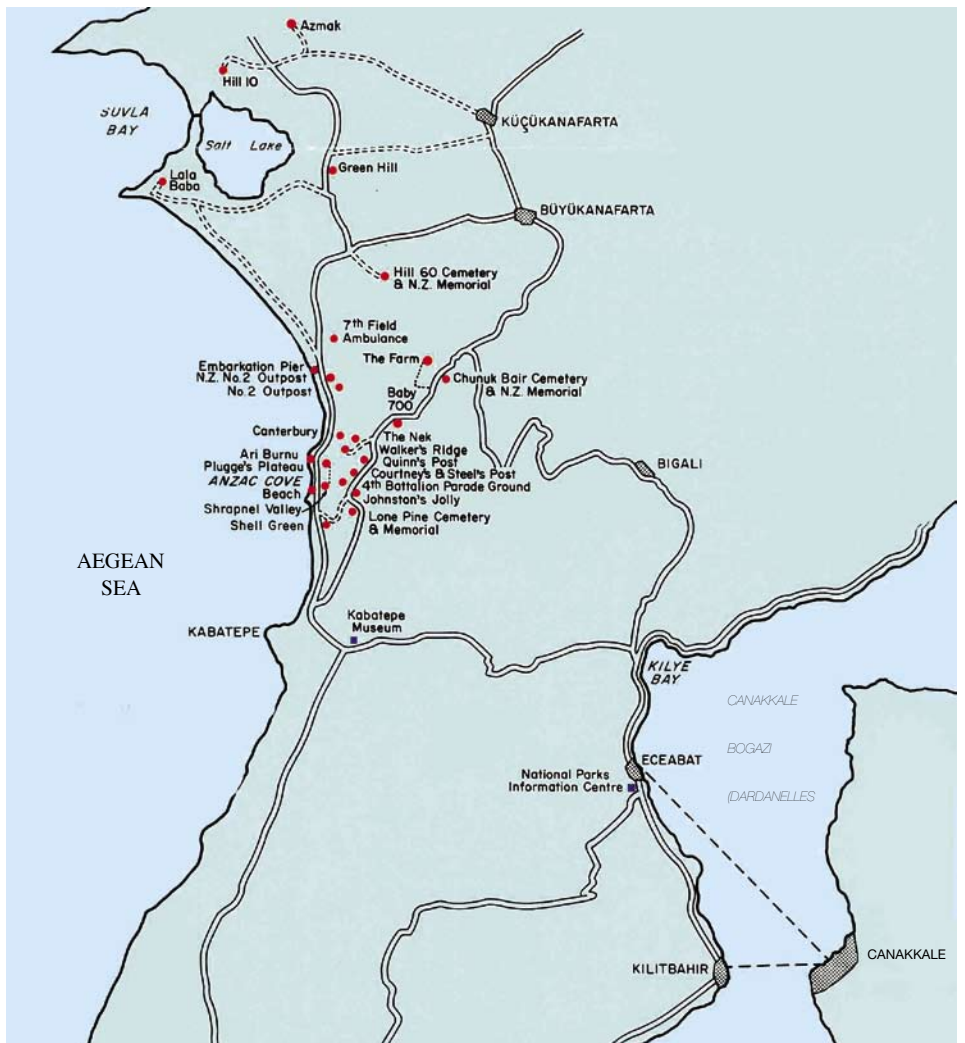 Azmak
Hill 10
SUVLA
BAY
Salt Lake
KÜÇÜKANAFARTA
Green Hill
Lala
Baba
BÜYÜKANAFARTA
Hill 60 Cemetery
& N.Z. Memorial
7th Field
Ambulance
The Farm
Embarkation Pier
N.Z. No.2 Outpost
No.2 Outpost
Chunuk Bair Cemetery
& N.Z. Memorial
Baby
700
Canterbury
The Nek
Walker's Ridge
Quinn's Post
Courtney's & Steel's Post
4th Battalion Parade Ground
Johnston's Jolly
Lone Pine Cemetery
& Memorial
Ari Burnu
Plugge's Plateau
ANZAC COVE
Beach
Shrapnel Valley
Shell Green
BIGALI
AEGEAN
SEA
KABATEPE
Kabatepe
Museum
KILYE
BAY
CANAKKALE
BOGAZI
(DARDANELLES
ECEABAT
National Parks
Information Centre
KILITBAHIR
CANAKKALE